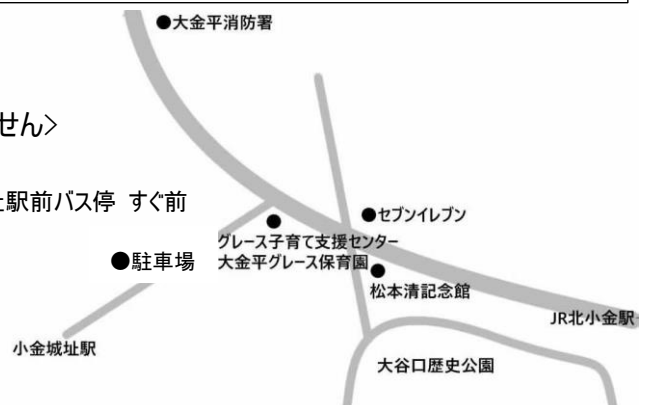 ●大金平消防署
せん>
駅前バス停 すぐ前
●セブンイレブン
グレース子育て支援センター
大金平グレース保育園
●駐車場
松本清記念館
JR北小金駅
小金城址駅
大谷口歴史公園